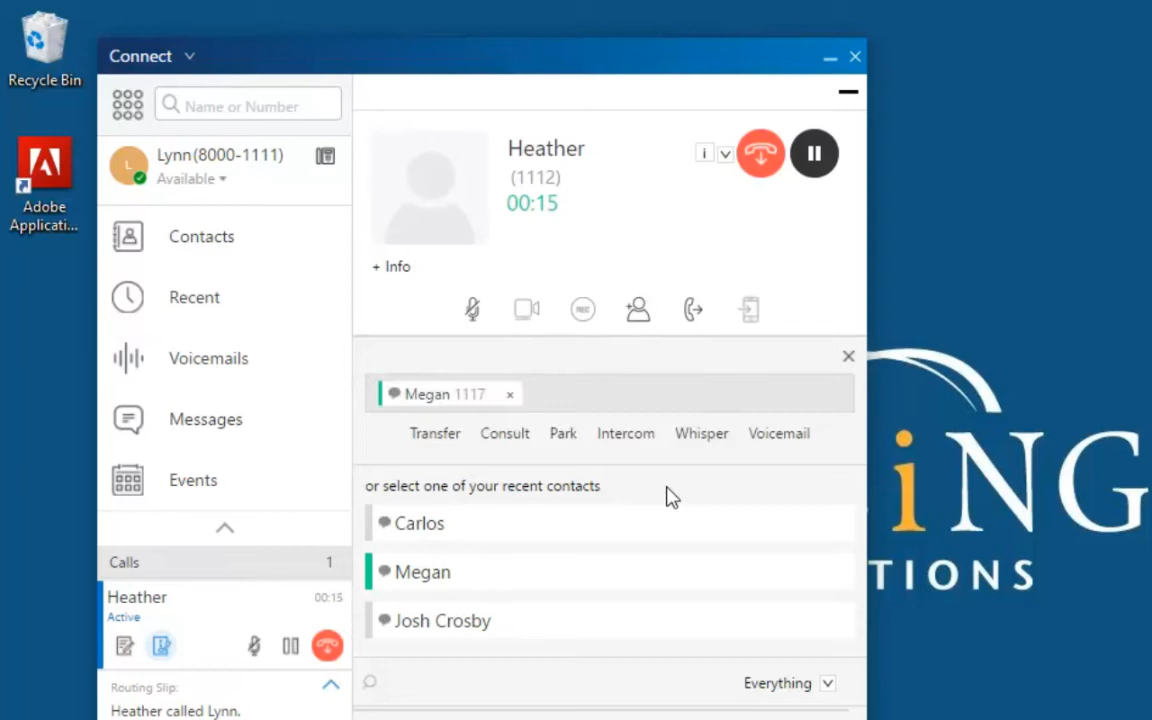 Recycle Bin
Adobe
Applicati...
Connect
Name or Number
L
Lynn(8000-1111)
Available
Contacts
Recent
Voicemails
Messages
Events
Calls 1
Heather 00:15
Active
Routing Slip:
Heather called Lynn.
Heather
(1112)
00:15
i
+ Info
REC
Megan 1117 ×
Transfer Consult Park Intercom Whisper Voicemail
or select one of your recent contacts
Carlos
Megan
Josh Crosby
Everything
iNG
TIONS